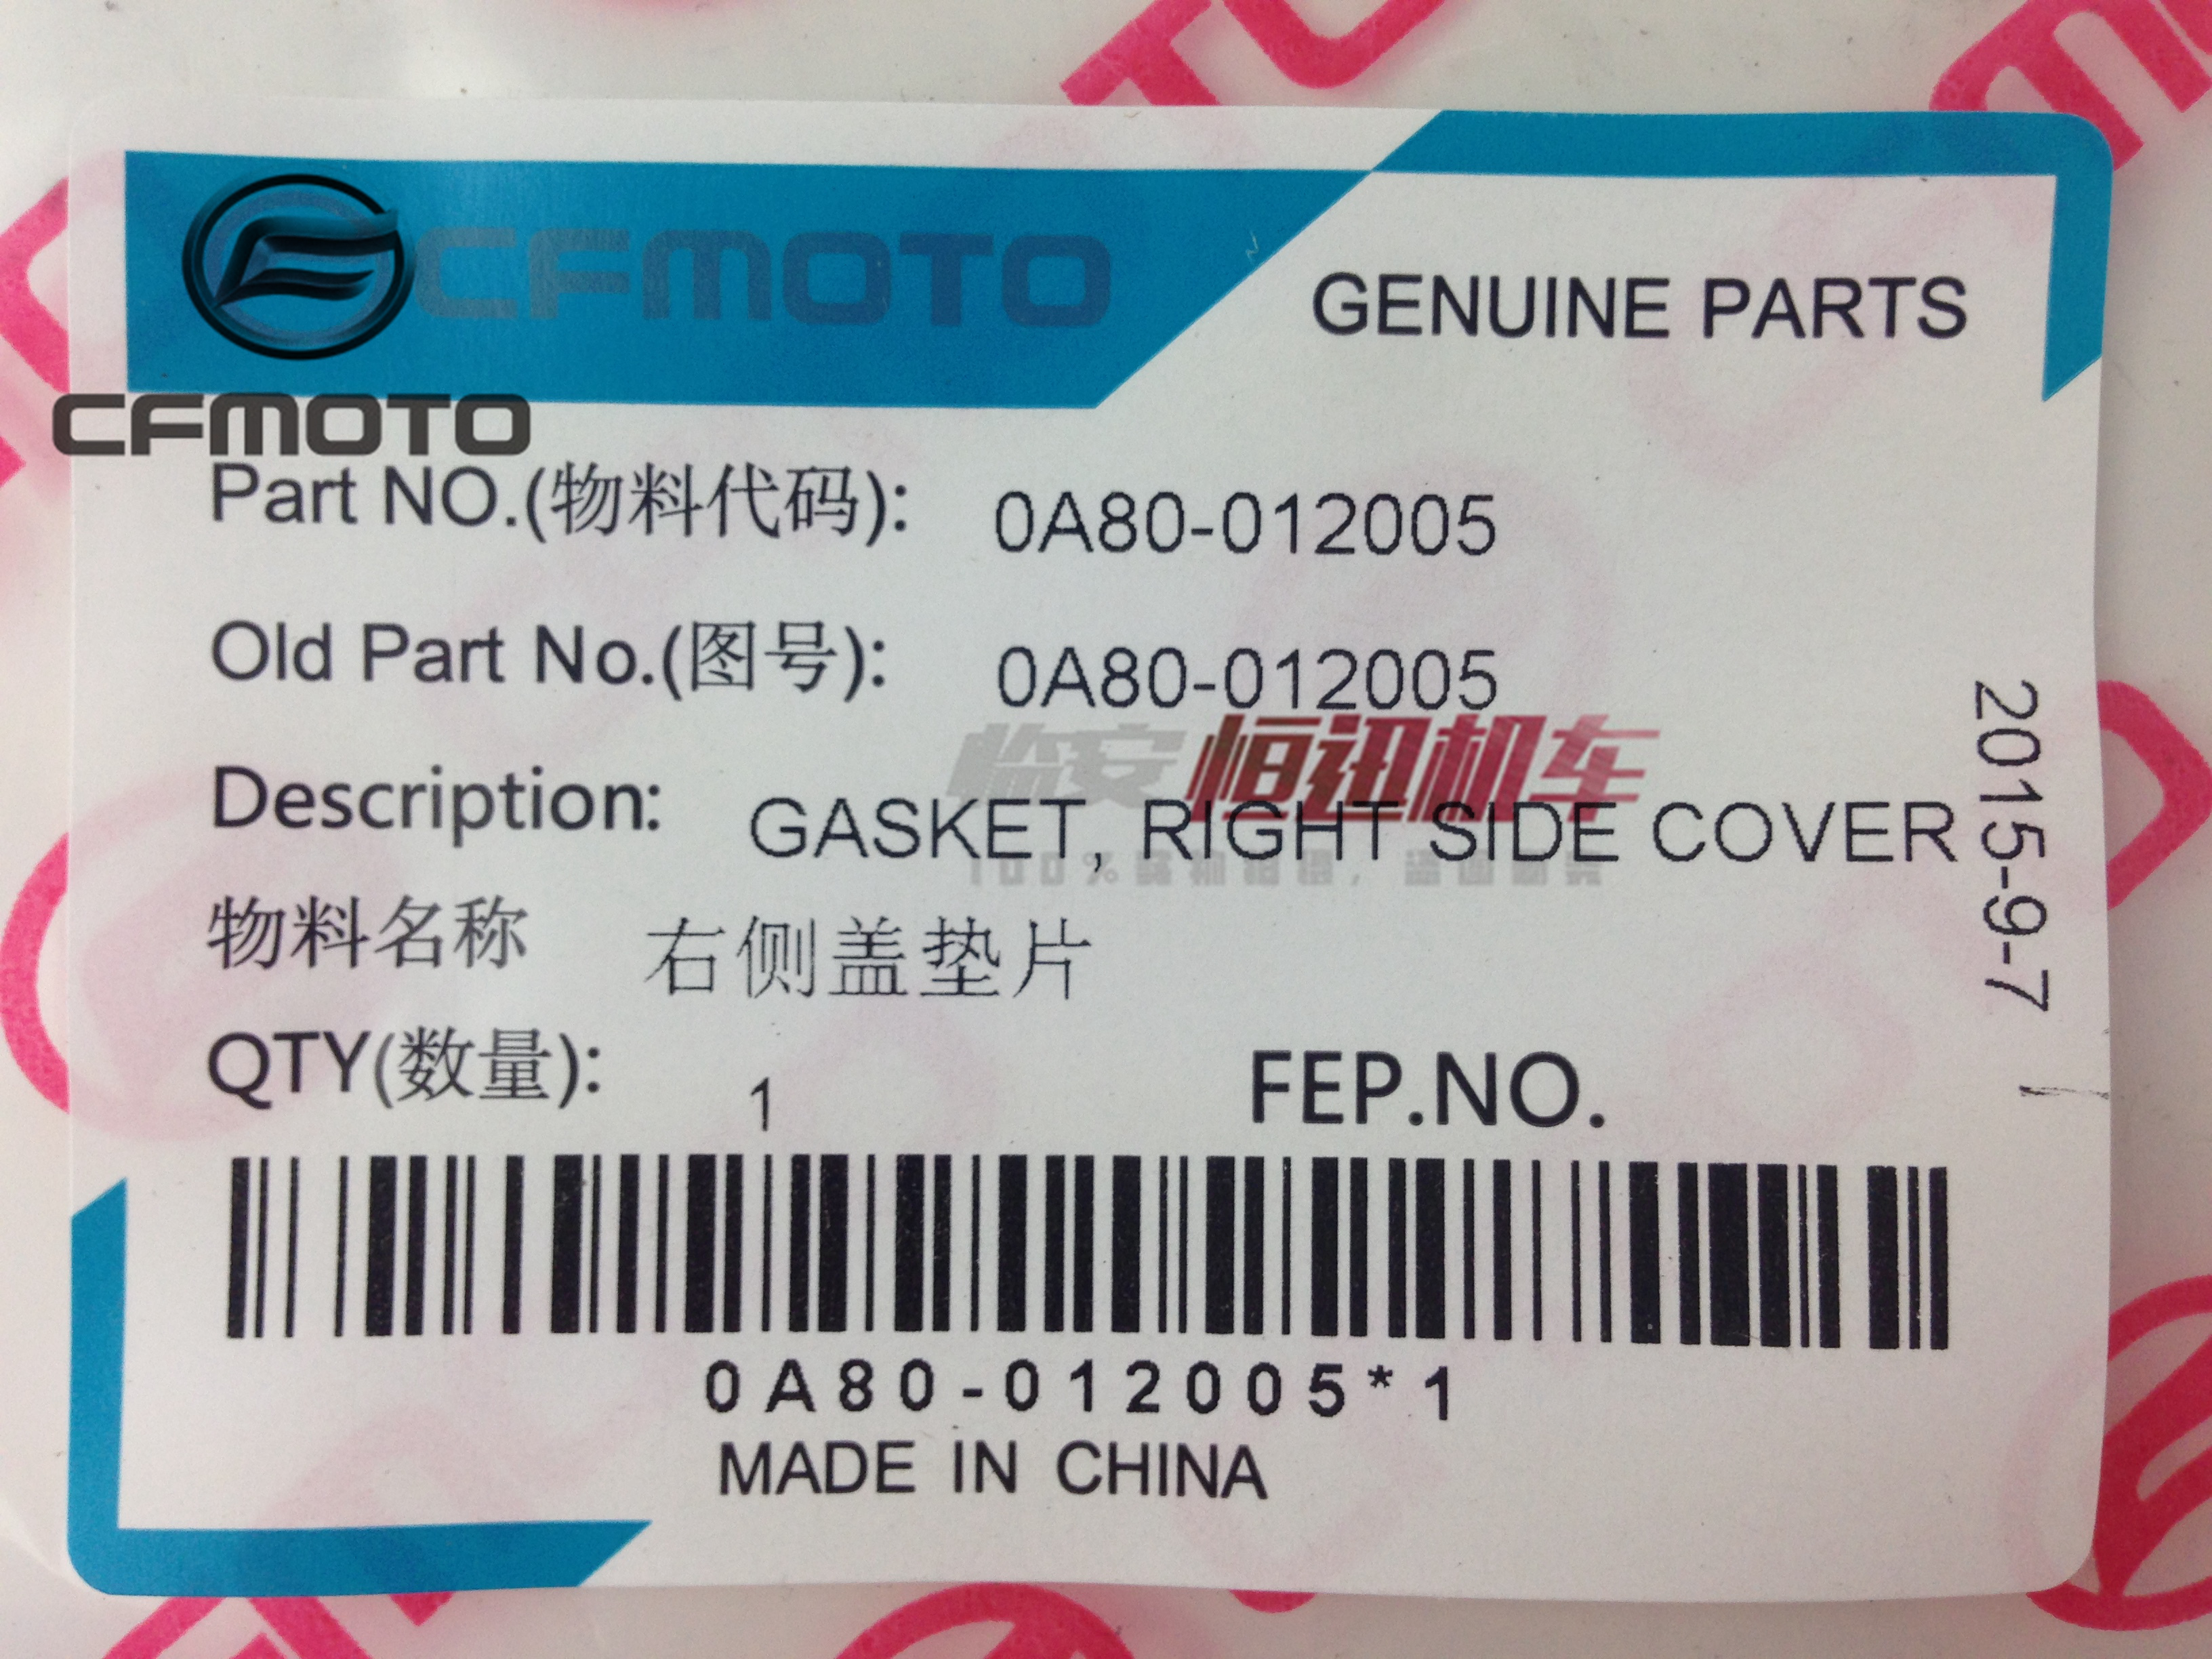 CFMOTO
GENUINE PARTS
CFMOTO
Part NO.(物料代码): 0A80-012005
Old Part No.(图号): 0A80-012005
临安恒迅机车
Description: GASKET, RIGHT SIDE COVER
100%
物料名称 右侧盖垫片
QTY(数量): 1 FEP.NO.
2015-9-7
0A80-012005*1
MADE IN CHINA